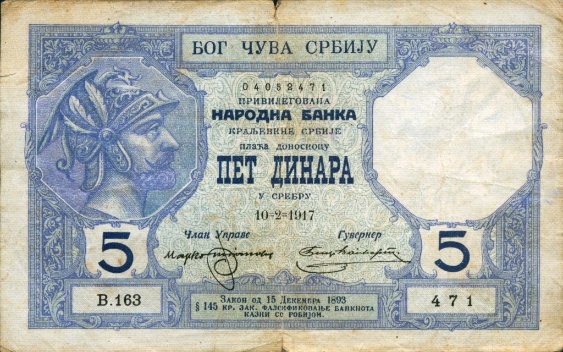 БОГ ЧУВА СРБИЈУ
04052471
ПРИВИЛЕГОВАНА
НАРОДНА БАНКА
КРАЉЕВИНЕ СРБИЈЕ
ПЛАЋА ДОНОСИОЦУ
ПЕТ ДИНАРА
У СРЕБРУ
10-2-1917
Члан Управе Гувернер
5 5
В.163 471
Закон од 15 Декембра 1893
§ 145 кр. зак. Фалсификовање банкнота
казни се робијом.